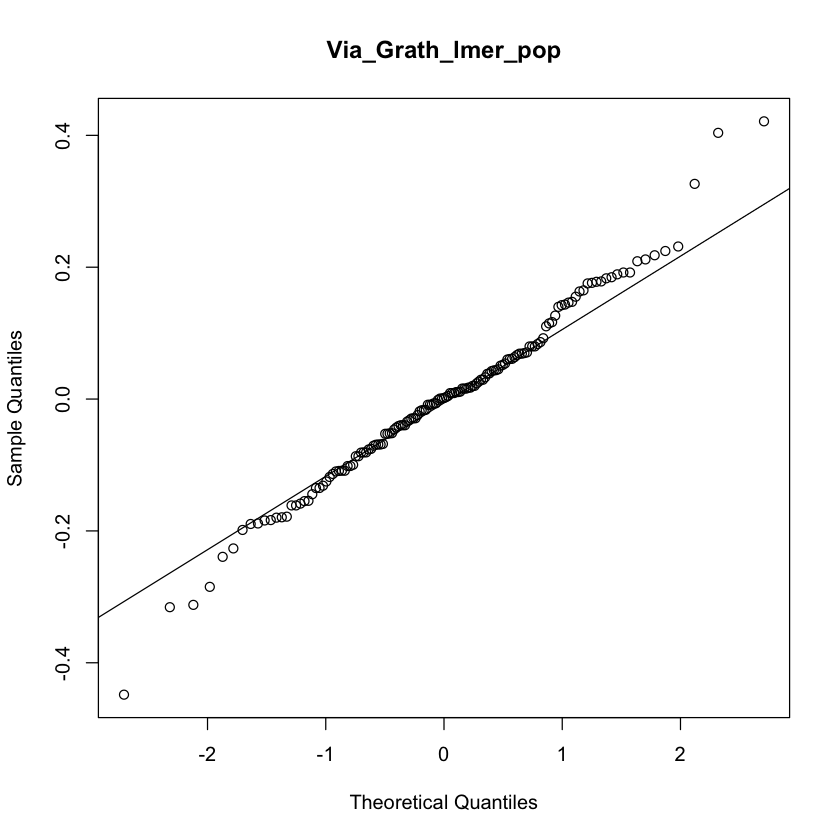 Via_Grath_lmer_pop
0.4
0.2
0.0
-0.2
-0.4
Sample Quantiles
-2 -1 0 1 2
Theoretical Quantiles